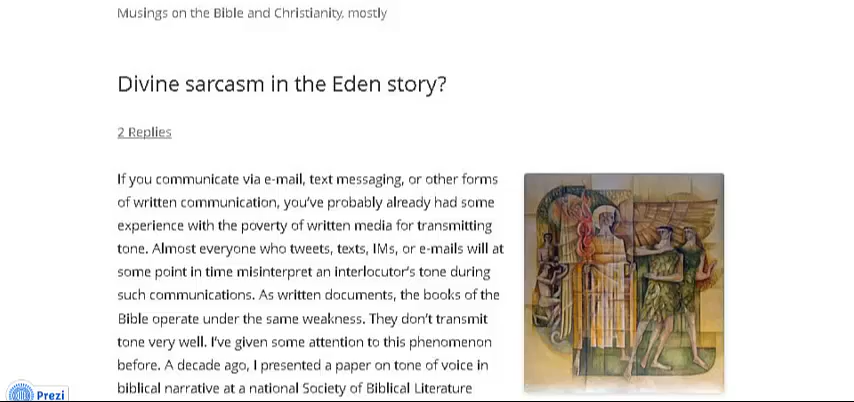 Musings on the Bible and Christianity, mostly
Divine sarcasm in the Eden story?
2 Replies
If you communicate via e-mail, text messaging, or other forms
of written communication, you've probably already had some
experience with the poverty of written media for transmitting
tone. Almost everyone who tweets, texts, IMs, or e-mails will at
some point in time misinterpret an interlocutor's tone during
such communications. As written documents, the books of the
Bible operate under the same weakness. They don't transmit
tone very well. I've given some attention to this phenomenon
before. A decade ago, I presented a paper on tone of voice in
biblical narrative at a national Society of Biblical Literature
Prezi